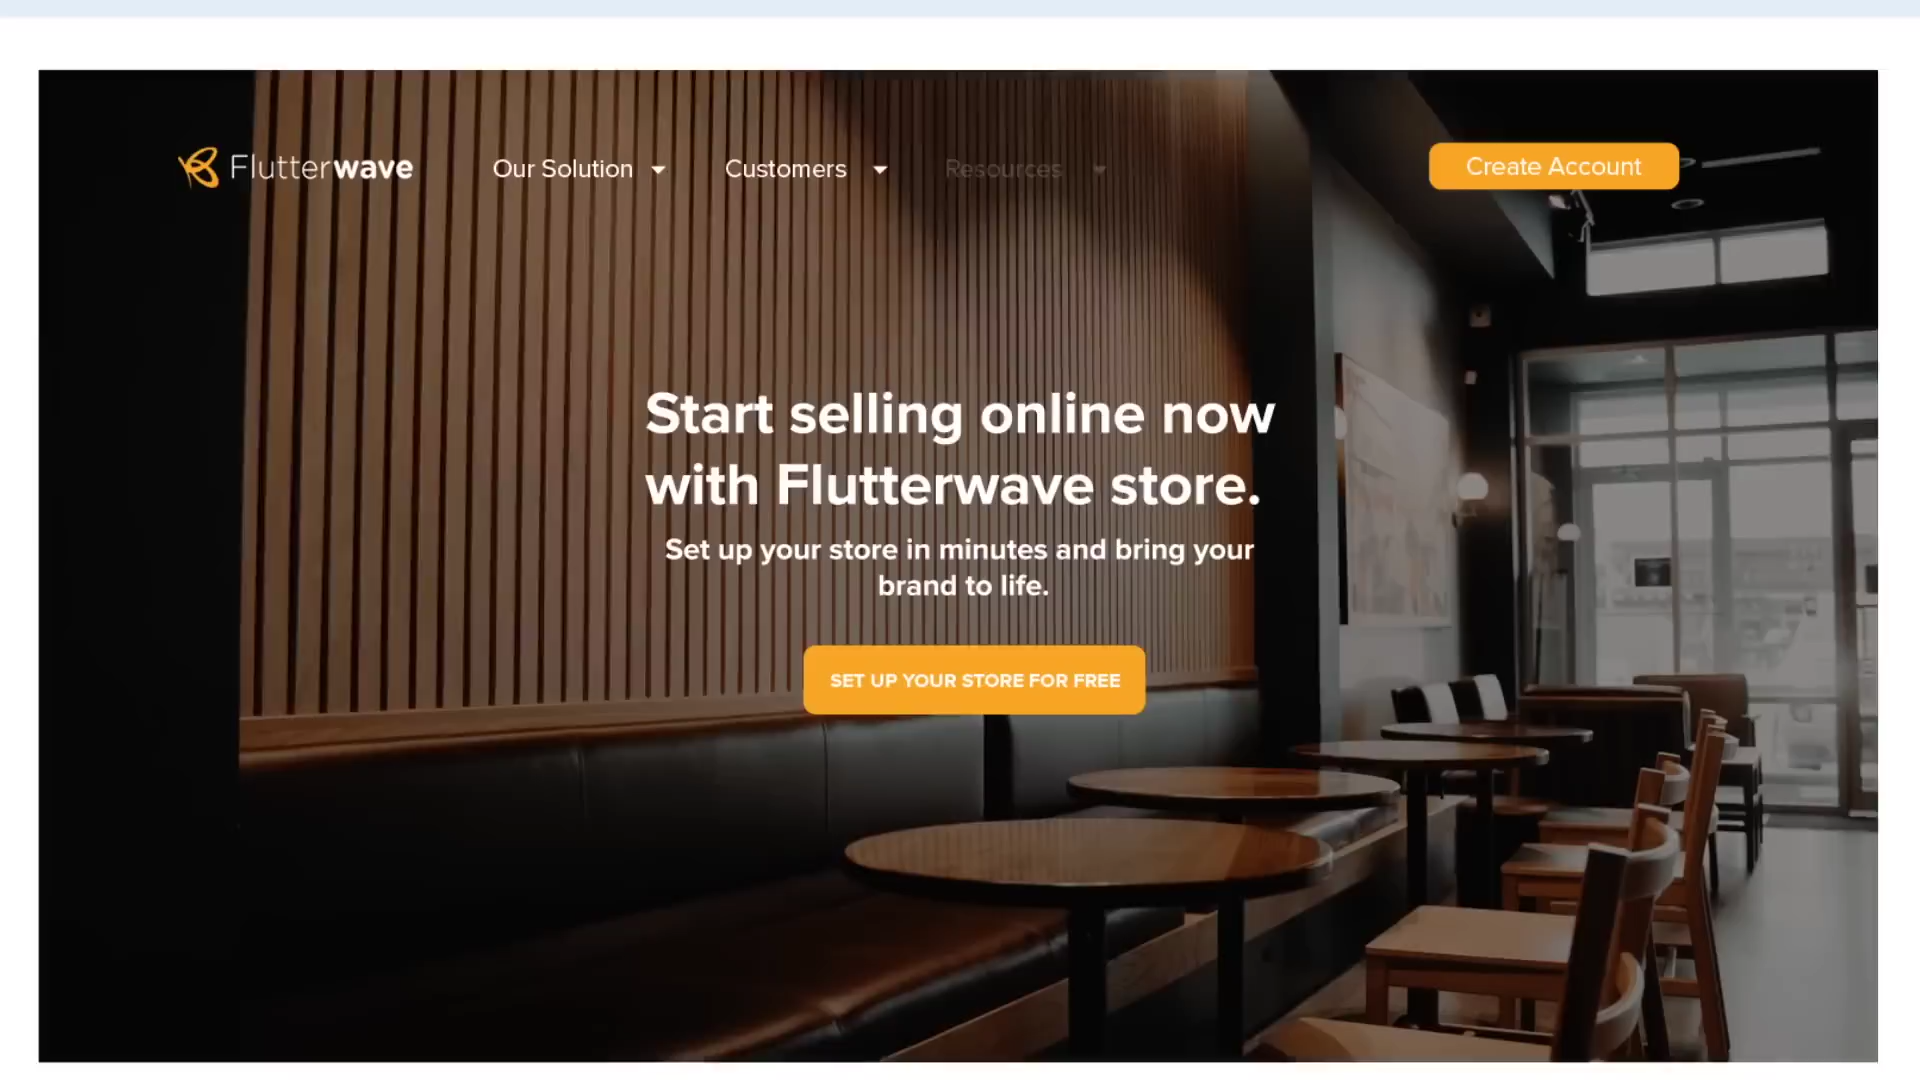 Flutterwave
Our Solution
Customers
Resources
Create Account
Start selling online now
with Flutterwave store.
Set up your store in minutes and bring your
brand to life.
SET UP YOUR STORE FOR FREE